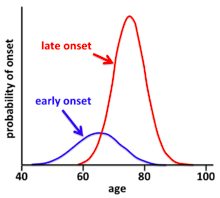 late onset
early onset
probability of onset
40 60 80 100
age